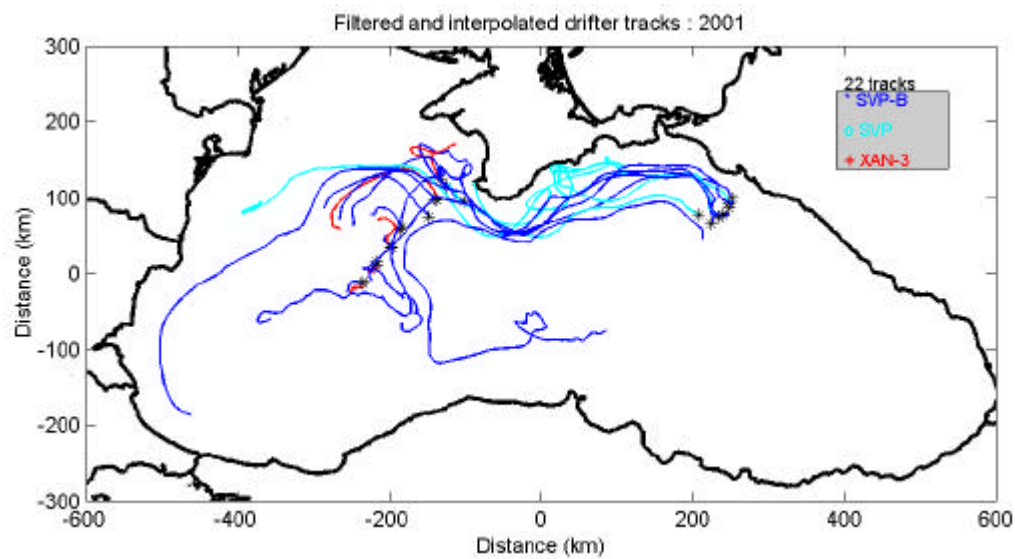 Filtered and interpolated drifter tracks : 2001
300
200
100
0
-100
-200
-300
Distance (km)
22 tracks
* SVP-B
o SVP
+ XAN-3
-600
-400
-200
0
200
400
600
Distance (km)